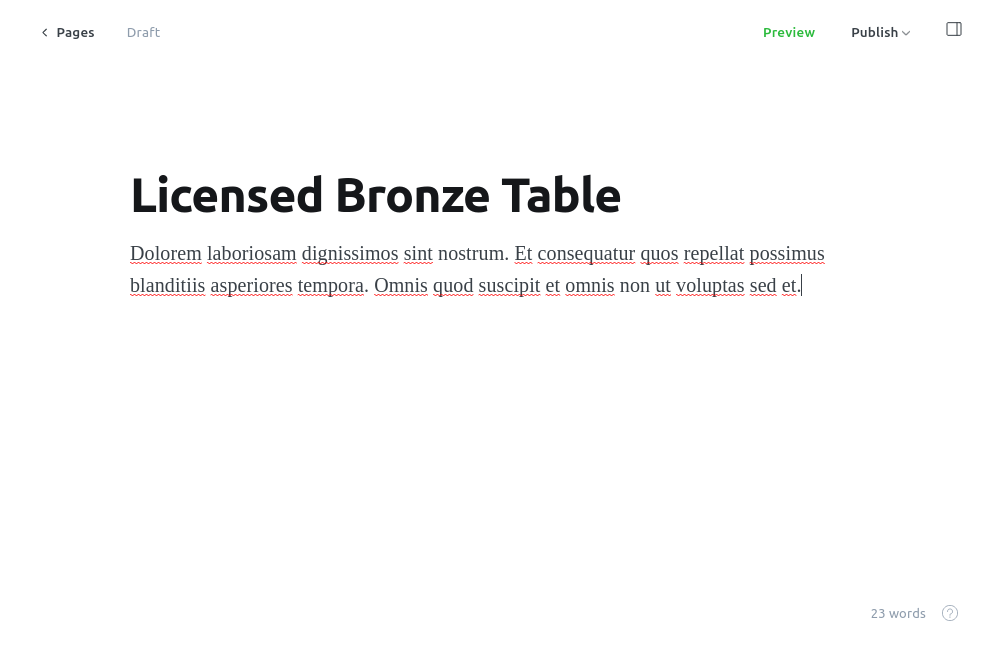 Pages
Draft
Preview
Publish
Licensed Bronze Table
Dolorem laboriosam dignissimos sint nostrum. Et consequatur quos repellat possimus
blanditiis asperiores tempora. Omnis quod suscipit et omnis non ut voluptas sed et.
23 words
?